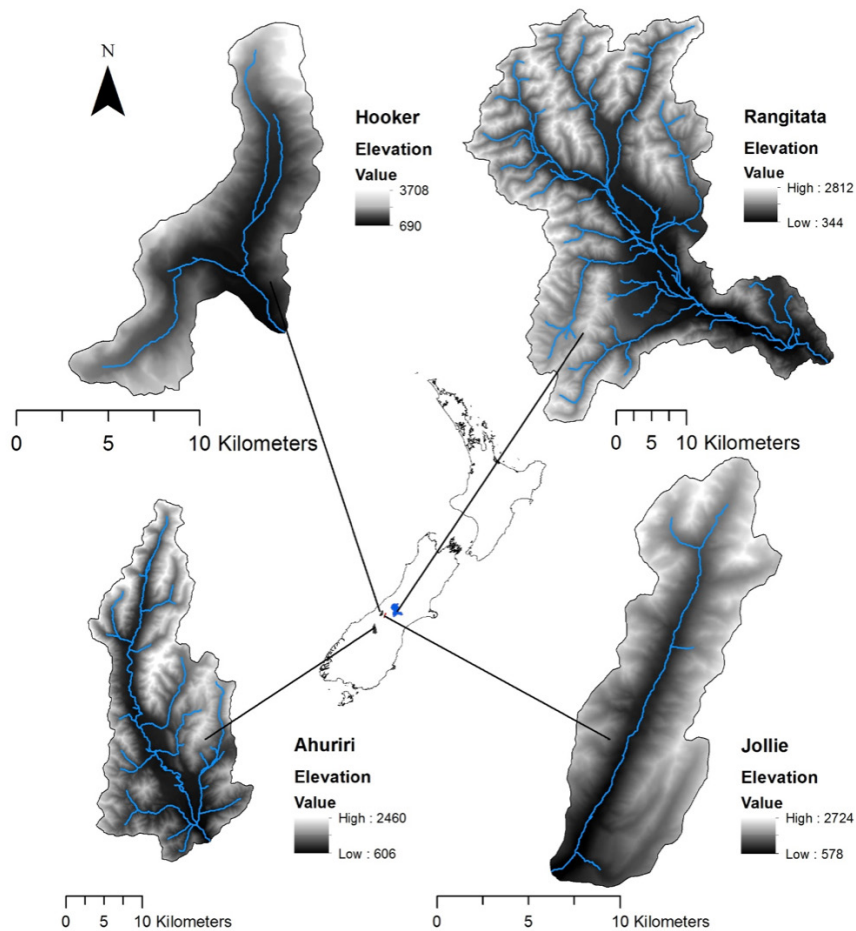 N
Hooker
Elevation
Value
3708
690
0 5 10 Kilometers
Rangitata
Elevation
Value
High : 2812
Low : 344
0 5 10 Kilometers
Ahuriri
Elevation
Value
High : 2460
Low : 606
0 5 10 Kilometers
Jollie
Elevation
Value
High : 2724
Low : 578
0 5 10 Kilometers